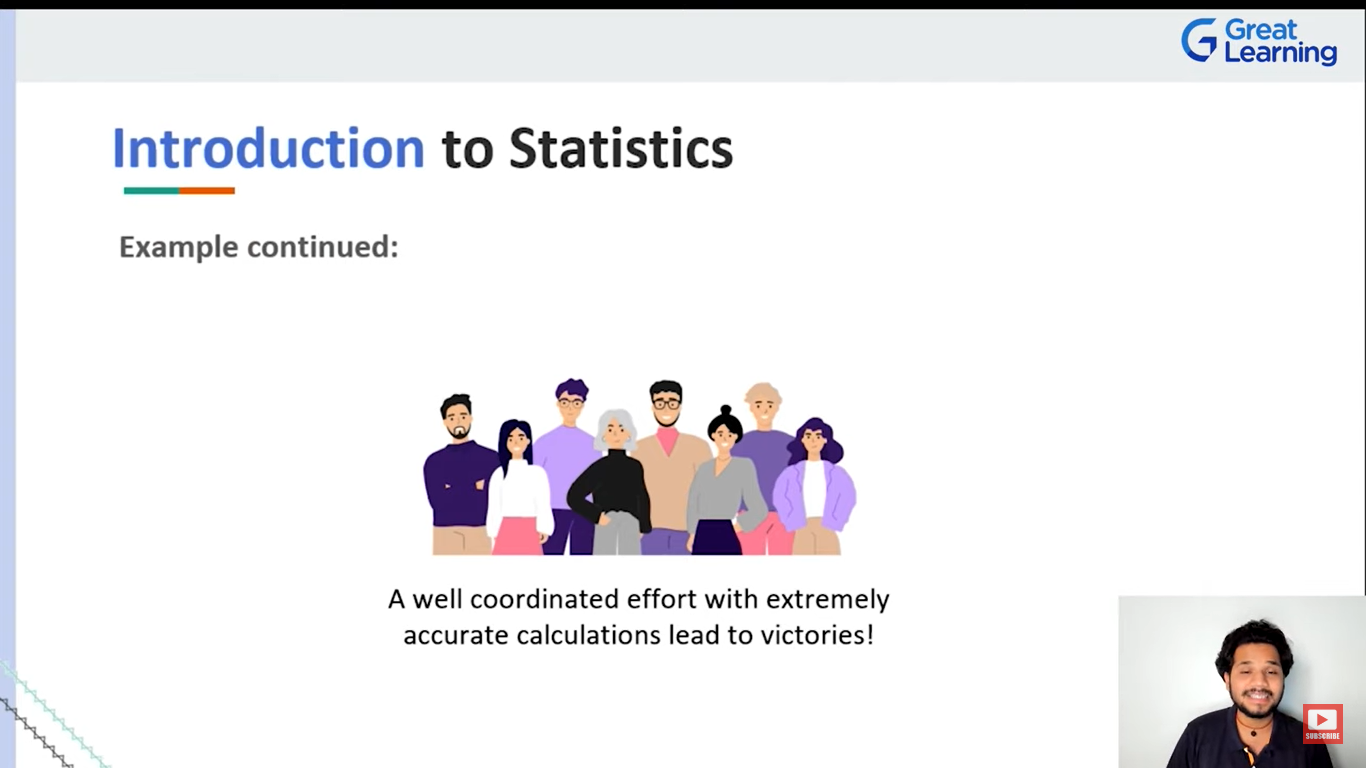 Great
Learning
Introduction to Statistics
Example continued:
A well coordinated effort with extremely
accurate calculations lead to victories!
SUBSCRIBE